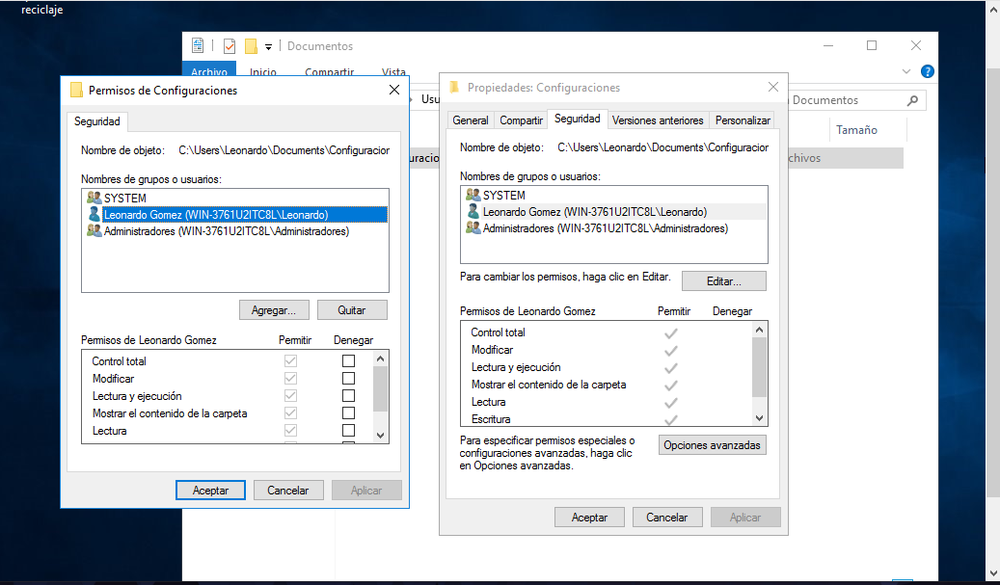 reciclaje
Documentos
Archivo
Inicio
Compartir
Vista
Usu
Documentos
Tamaño
uracio
chivos
Permisos de Configuraciones
Seguridad
Nombre de objeto: C:\Users\Leonardo\Documents\Configuracior
Nombres de grupos o usuarios:
SYSTEM
Leonardo Gomez (WIN-3761U2ITC8L\Leonardo)
Administradores (WIN-3761U2ITC8L\Administradores)
Agregar...
Quitar
Permisos de Leonardo Gomez Permitir Denegar
Control total
Modificar
Lectura y ejecución
Mostrar el contenido de la carpeta
Lectura
Aceptar
Cancelar
Aplicar
Propiedades: Configuraciones
General
Compartir
Seguridad
Versiones anteriores
Personalizar
Nombre de objeto: C:\Users\Leonardo\Documents\Configuracior
Nombres de grupos o usuarios:
SYSTEM
Leonardo Gomez (WIN-3761U2ITC8L\Leonardo)
Administradores (WIN-3761U2ITC8L\Administradores)
Para cambiar los permisos, haga clic en Editar.
Editar...
Permisos de Leonardo Gomez Permitir Denegar
Control total
Modificar
Lectura y ejecución
Mostrar el contenido de la carpeta
Lectura
Escritura
Para especificar permisos especiales o
configuraciones avanzadas, haga clic
en Opciones avanzadas.
Opciones avanzadas
Aceptar
Cancelar
Aplicar